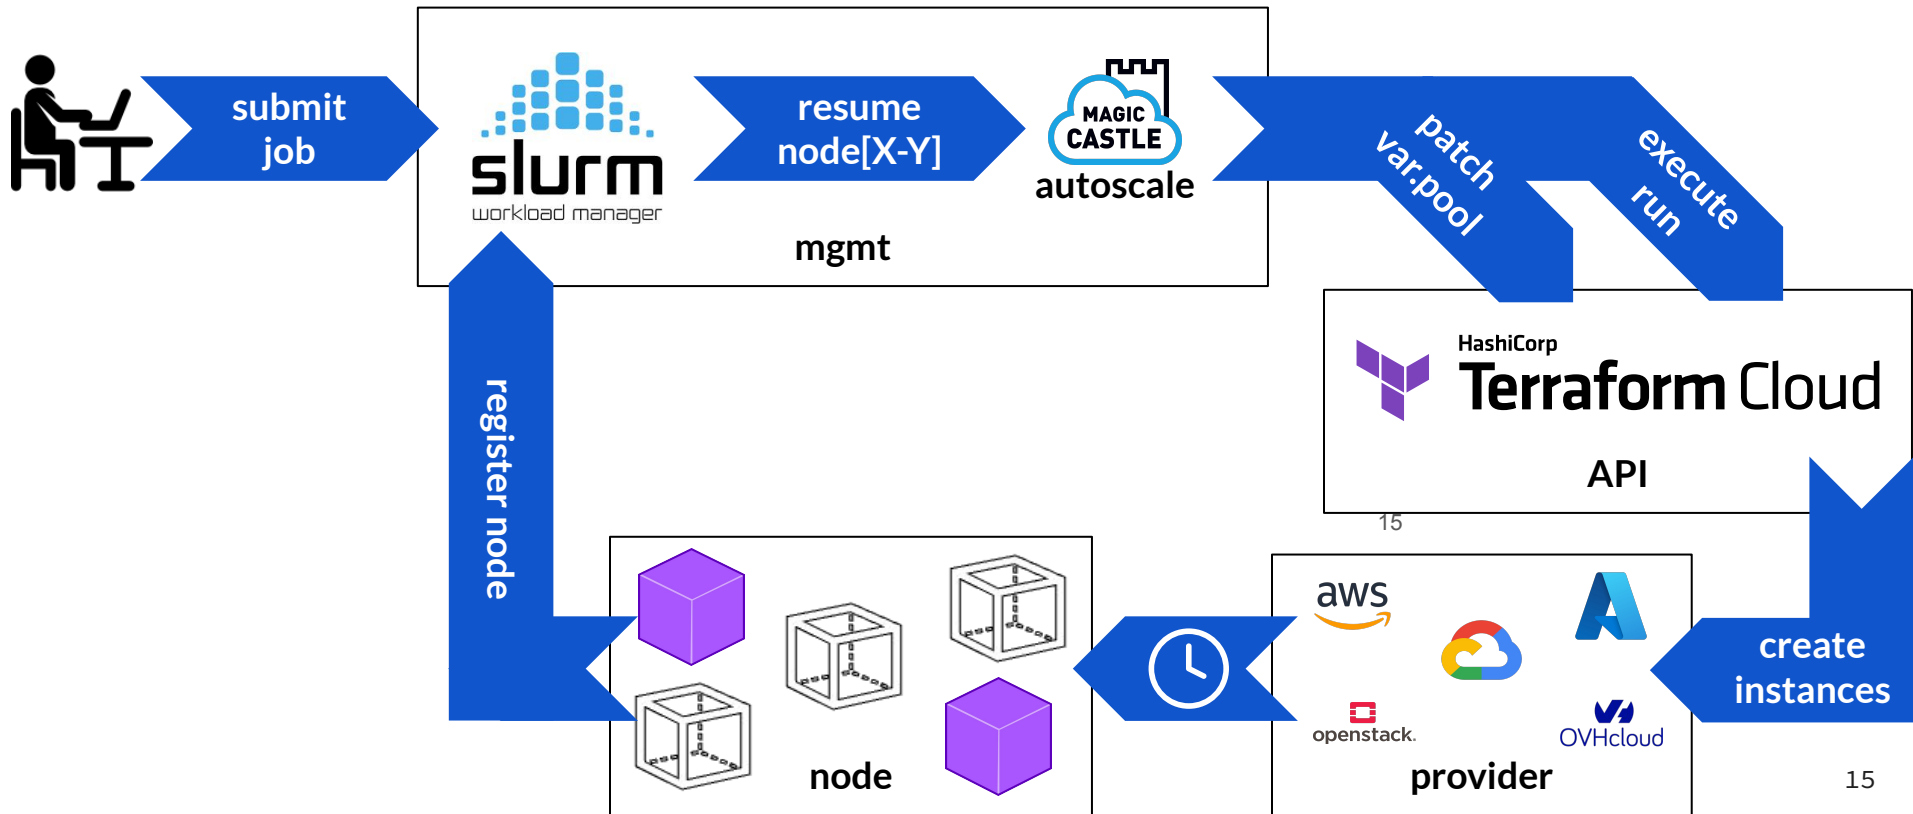 submit
job
slurm
workload manager
resume
node[X-Y]
MAGIC
CASTLE
autoscale
mgmt
patch
var.pool
execute
run
HashiCorp
Terraform Cloud
API
15
register node
node
aws
openstack.
OVHcloud
provider
create
instances
15